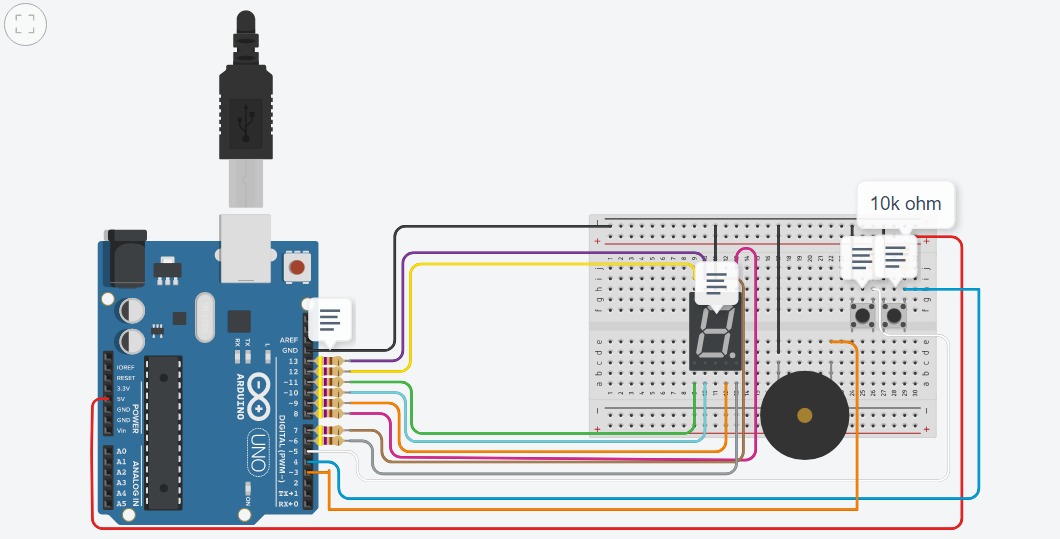 10k ohm
AREF
GND
13
12
~11
~10
~9
8
7
~6
~5
4
~3
2
TX→1
RX←0
RX
TX
L
ARDUINO
UNO
DIGITAL (PWM~)
ON
IOREF
RESET
3.3V
5V
GND
GND
Vin
POWER
A0
A1
A2
A3
A4
A5
ANALOG IN